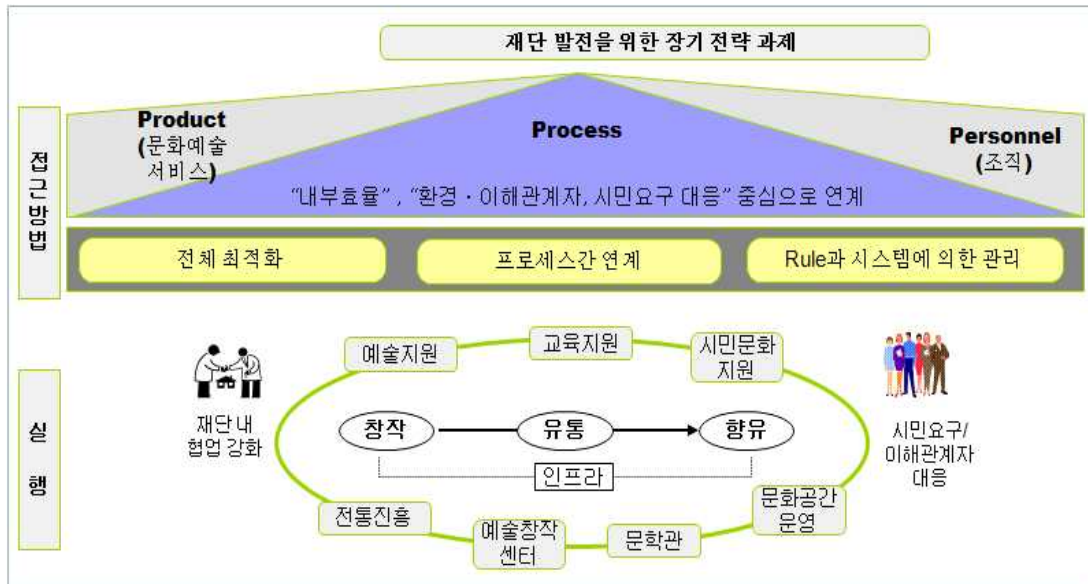 재단 발전을 위한 장기 전략 과제
접근방법
Product
(문화예술
서비스)
Process
Personnel
(조직)
“내부효율”, “환경·이해관계자, 시민요구 대응” 중심으로 연계
전체 최적화
프로세스간 연계
Rule과 시스템에 의한 관리
실행
예술지원
교육지원
시민문화
지원
재단 내
협업 강화
창작
유통
향유
인프라
시민요구/
이해관계자
대응
전통진흥
예술창작
센터
문학관
문화공간
운영